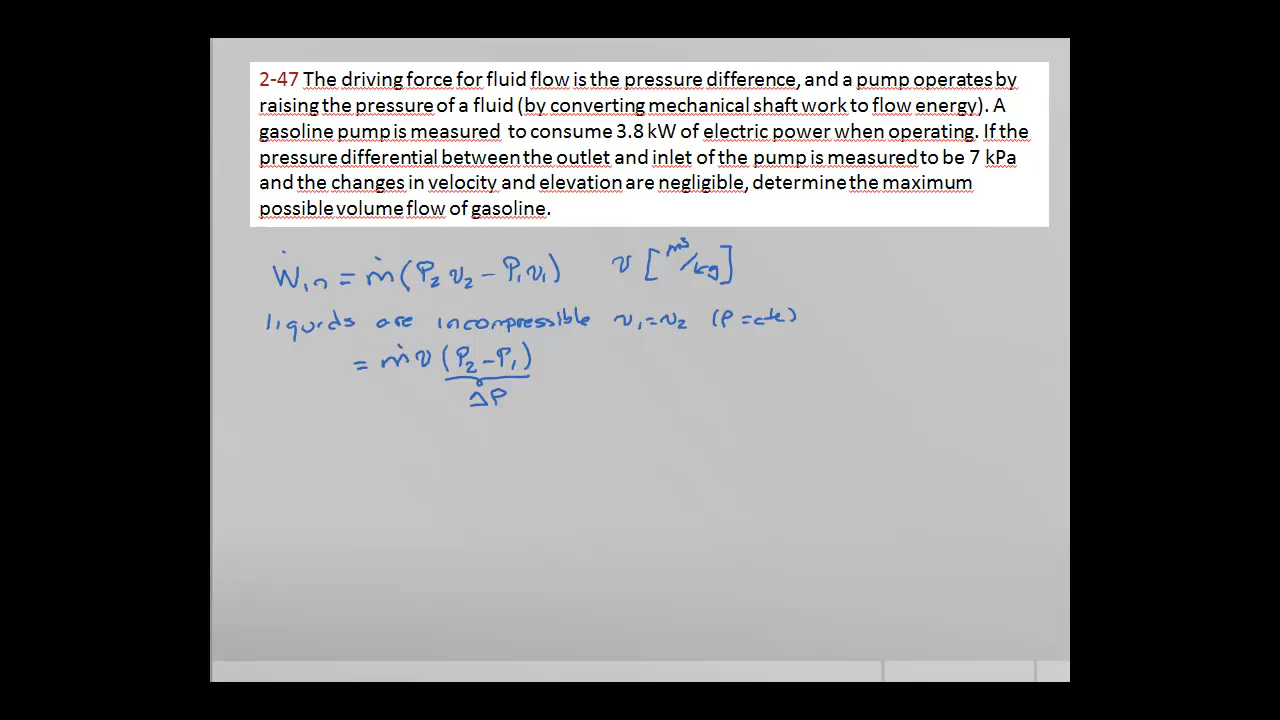 2-47 The driving force for fluid flow is the pressure difference, and a pump operates by
raising the pressure of a fluid (by converting mechanical shaft work to flow energy). A
gasoline pump is measured to consume 3.8 kW of electric power when operating. If the
pressure differential between the outlet and inlet of the pump is measured to be 7 kPa
and the changes in velocity and elevation are negligible, determine the maximum
possible volume flow of gasoline.
Ẇin = ṁ(P₂ v₂ − P₁v₁) v [m³/kg]
liquids are incompressible v₁=v₂ (ρ=cte)
= ṁ v (P₂ − P₁)
ΔP